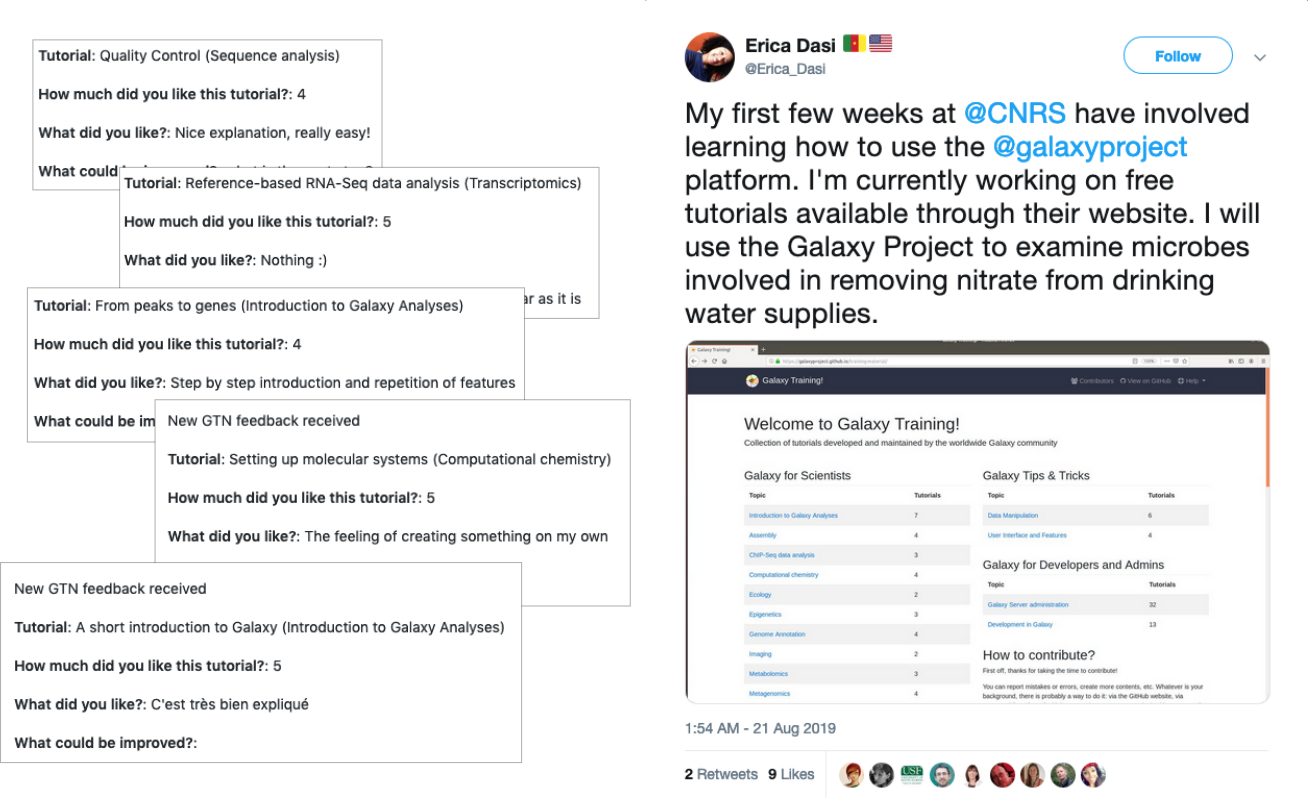 Tutorial: Quality Control (Sequence analysis)
How much did you like this tutorial?: 4
What did you like?: Nice explanation, really easy!
What could
Tutorial: Reference-based RNA-Seq data analysis (Transcriptomics)
How much did you like this tutorial?: 5
What did you like?: Nothing :)
as it is
Tutorial: From peaks to genes (Introduction to Galaxy Analyses)
How much did you like this tutorial?: 4
What did you like?: Step by step introduction and repetition of features
What could be im
New GTN feedback received
Tutorial: Setting up molecular systems (Computational chemistry)
How much did you like this tutorial?: 5
What did you like?: The feeling of creating something on my own
New GTN feedback received
Tutorial: A short introduction to Galaxy (Introduction to Galaxy Analyses)
How much did you like this tutorial?: 5
What did you like?: C'est très bien expliqué
What could be improved?:
Erica Dasi
@Erica_Dasi
Follow
My first few weeks at @CNRS have involved
learning how to use the @galaxyproject
platform. I'm currently working on free
tutorials available through their website. I will
use the Galaxy Project to examine microbes
involved in removing nitrate from drinking
water supplies.
Galaxy Training!
https://galaxyproject.github.io/training-material/
Galaxy Training!
Contributors View on GitHub Help
Welcome to Galaxy Training!
Collection of tutorials developed and maintained by the worldwide Galaxy community
Galaxy for Scientists
Topic Tutorials
Introduction to Galaxy Analyses 7
Assembly 4
ChIP-Seq data analysis 3
Computational chemistry 4
Ecology 2
Epigenetics 3
Genome Annotation 4
Imaging 2
Metabolomics 3
Metagenomics 4
Galaxy Tips & Tricks
Topic Tutorials
Data Manipulation 6
User Interface and Features 4
Galaxy for Developers and Admins
Topic Tutorials
Galaxy Server administration 32
Development in Galaxy 13
How to contribute?
First off, thanks for taking the time to contribute!
You can report mistakes or errors, create more contents, etc. Whatever is your
background, there is probably a way to do it: via the GitHub website, via
1:54 AM - 21 Aug 2019
2 Retweets 9 Likes
USF